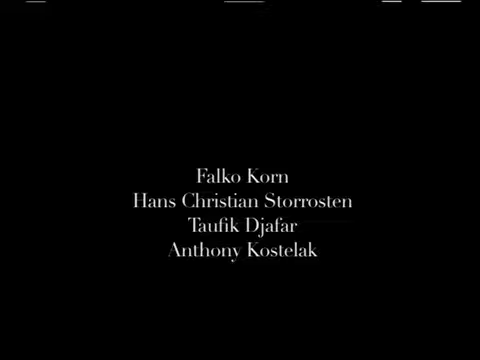 Falko Korn
Hans Christian Storrosten
Taufik Djafar
Anthony Kostelak